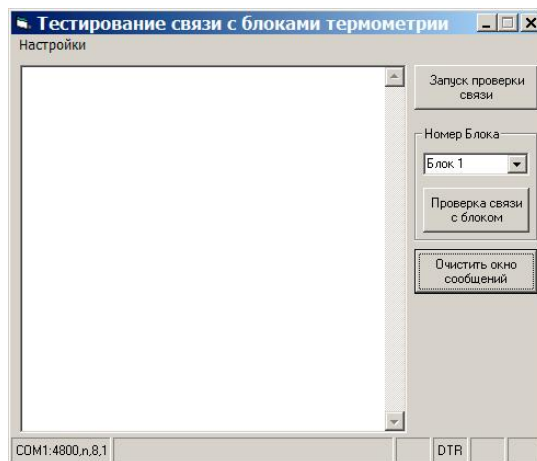 Тестирование связи с блоками термометрии
Настройки
Запуск проверки
связи
Номер Блока
Блок 1
Проверка связи
с блоком
Очистить окно
сообщений
COM1:4800,n,8,1
DTR